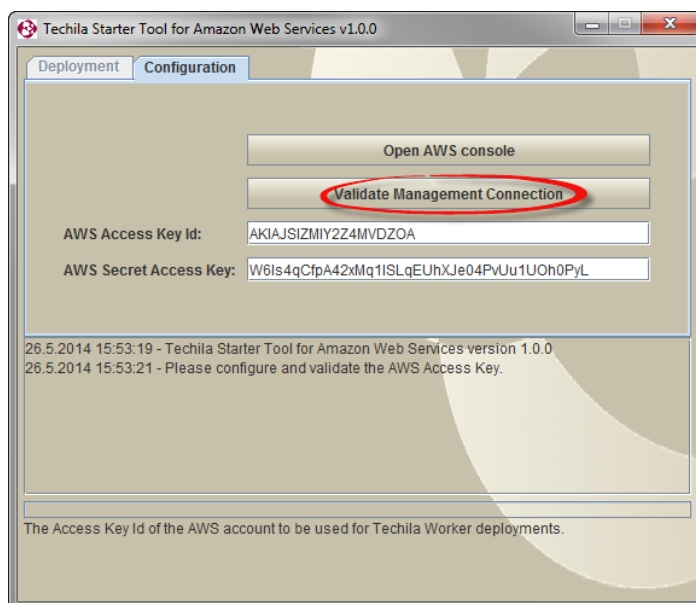 Techila Starter Tool for Amazon Web Services v1.0.0
Deployment Configuration
Open AWS console
Validate Management Connection
AWS Access Key Id: AKIAJSIZMIY2Z4MVDZOA
AWS Secret Access Key:
26.5.2014 15:53:19 - Techila Starter Tool for Amazon Web Services version 1.0.0
26.5.2014 15:53:21 - Please configure and validate the AWS Access Key.
The Access Key Id of the AWS account to be used for Techila Worker deployments.